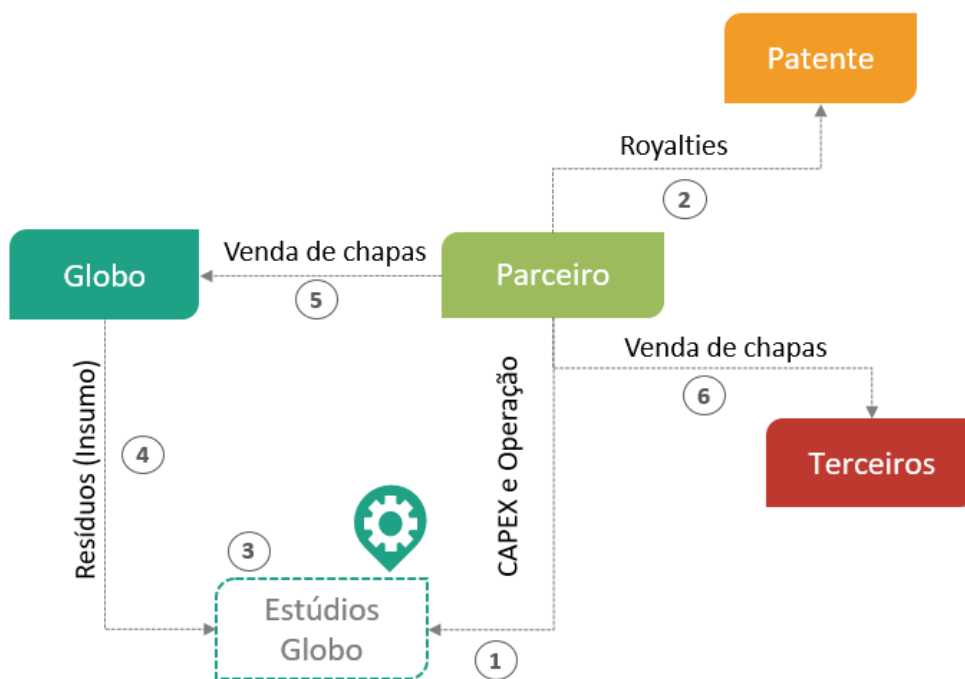 Patente
Royalties
2
Globo
Venda de chapas
5
Parceiro
Venda de chapas
6
Terceiros
Resíduos (Insumo)
4
CAPEX e Operação
3
Estúdios
Globo
1